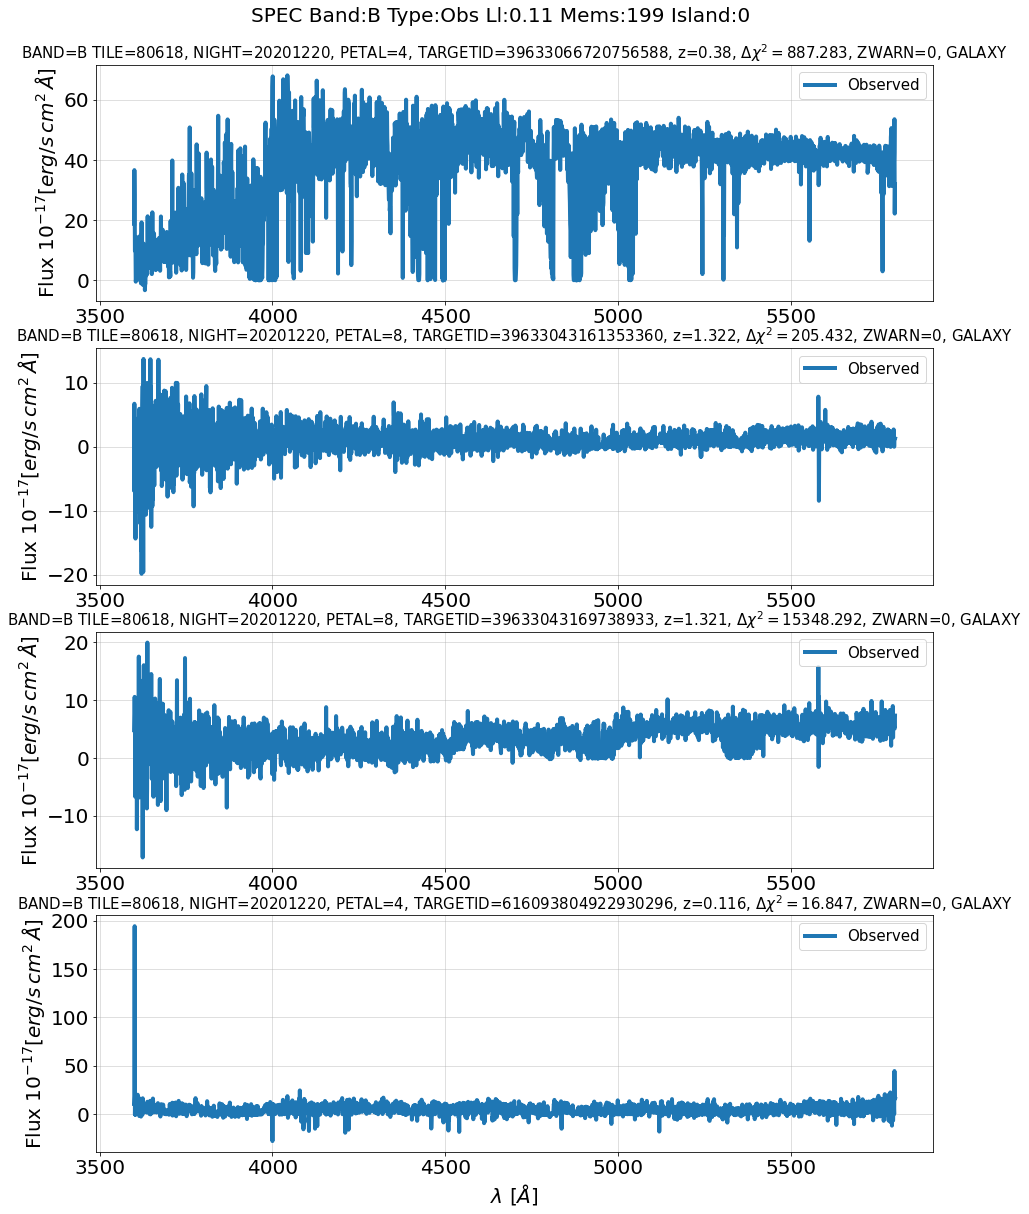 SPEC Band:B Type:Obs Ll:0.11 Mems:199 Island:0
BAND=B TILE=80618, NIGHT=20201220, PETAL=4, TARGETID=39633066720756588, z=0.38, Δχ² = 887.283, ZWARN=0, GALAXY
Flux 10⁻¹⁷[erg/s cm² Å]
60
40
20
0
Observed
3500 4000 4500 5000 5500
BAND=B TILE=80618, NIGHT=20201220, PETAL=8, TARGETID=39633043161353360, z=1.322, Δχ² = 205.432, ZWARN=0, GALAXY
Flux 10⁻¹⁷[erg/s cm² Å]
10
0
−10
−20
Observed
3500 4000 4500 5000 5500
BAND=B TILE=80618, NIGHT=20201220, PETAL=8, TARGETID=39633043169738933, z=1.321, Δχ² = 15348.292, ZWARN=0, GALAXY
Flux 10⁻¹⁷[erg/s cm² Å]
20
10
0
−10
Observed
3500 4000 4500 5000 5500
BAND=B TILE=80618, NIGHT=20201220, PETAL=4, TARGETID=616093804922930296, z=0.116, Δχ² = 16.847, ZWARN=0, GALAXY
Flux 10⁻¹⁷[erg/s cm² Å]
200
150
100
50
0
Observed
3500 4000 4500 5000 5500
λ [Å]